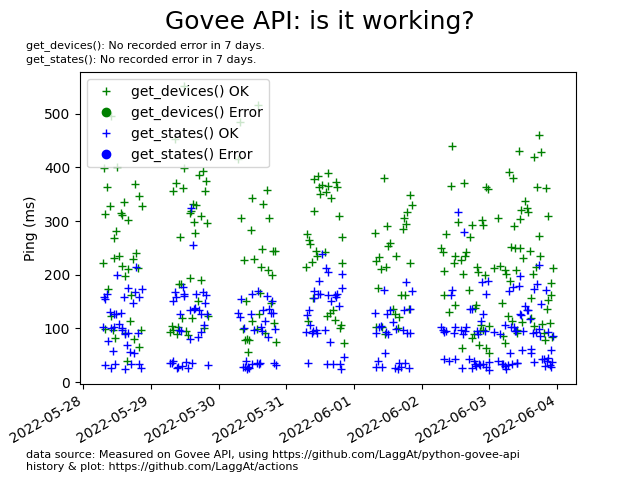 Govee API: is it working?
get_devices(): No recorded error in 7 days.
get_states(): No recorded error in 7 days.
get_devices() OK
get_devices() Error
get_states() OK
get_states() Error
Ping (ms)
500
400
300
200
100
0
2022-05-28
2022-05-29
2022-05-30
2022-05-31
2022-06-01
2022-06-02
2022-06-03
2022-06-04
data source: Measured on Govee API, using https://github.com/LaggAt/python-govee-api
history & plot: https://github.com/LaggAt/actions